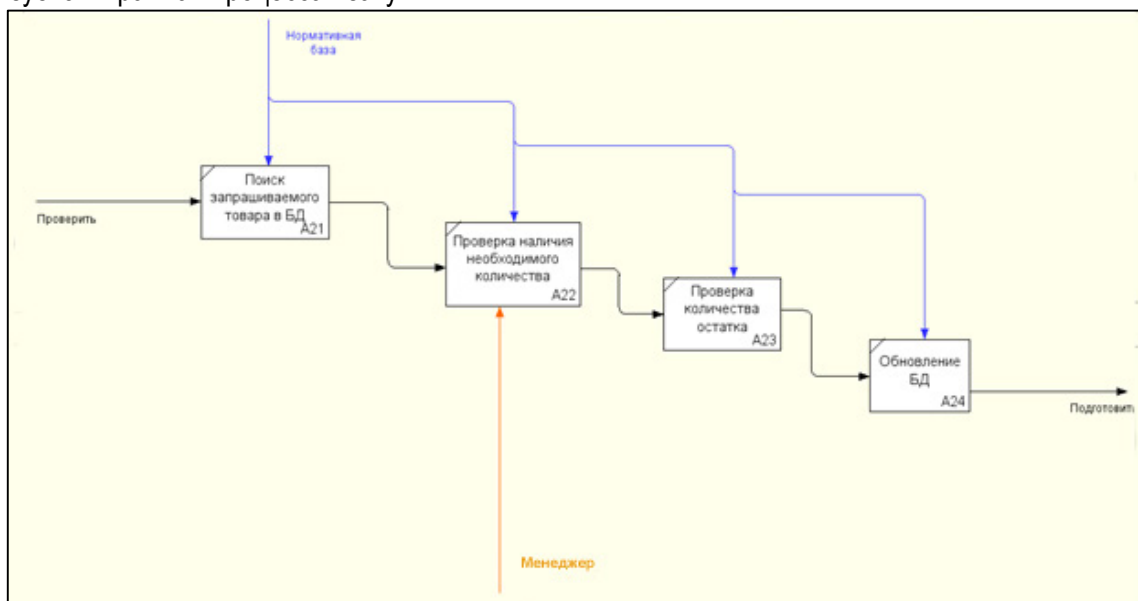 Нормативная
база
Поиск
запрашиваемого
товара в БД
A21
Проверить
Проверка наличия
необходимого
количества
A22
Проверка
количества
остатка
A23
Обновление
БД
A24
Подготовить
Менеджер